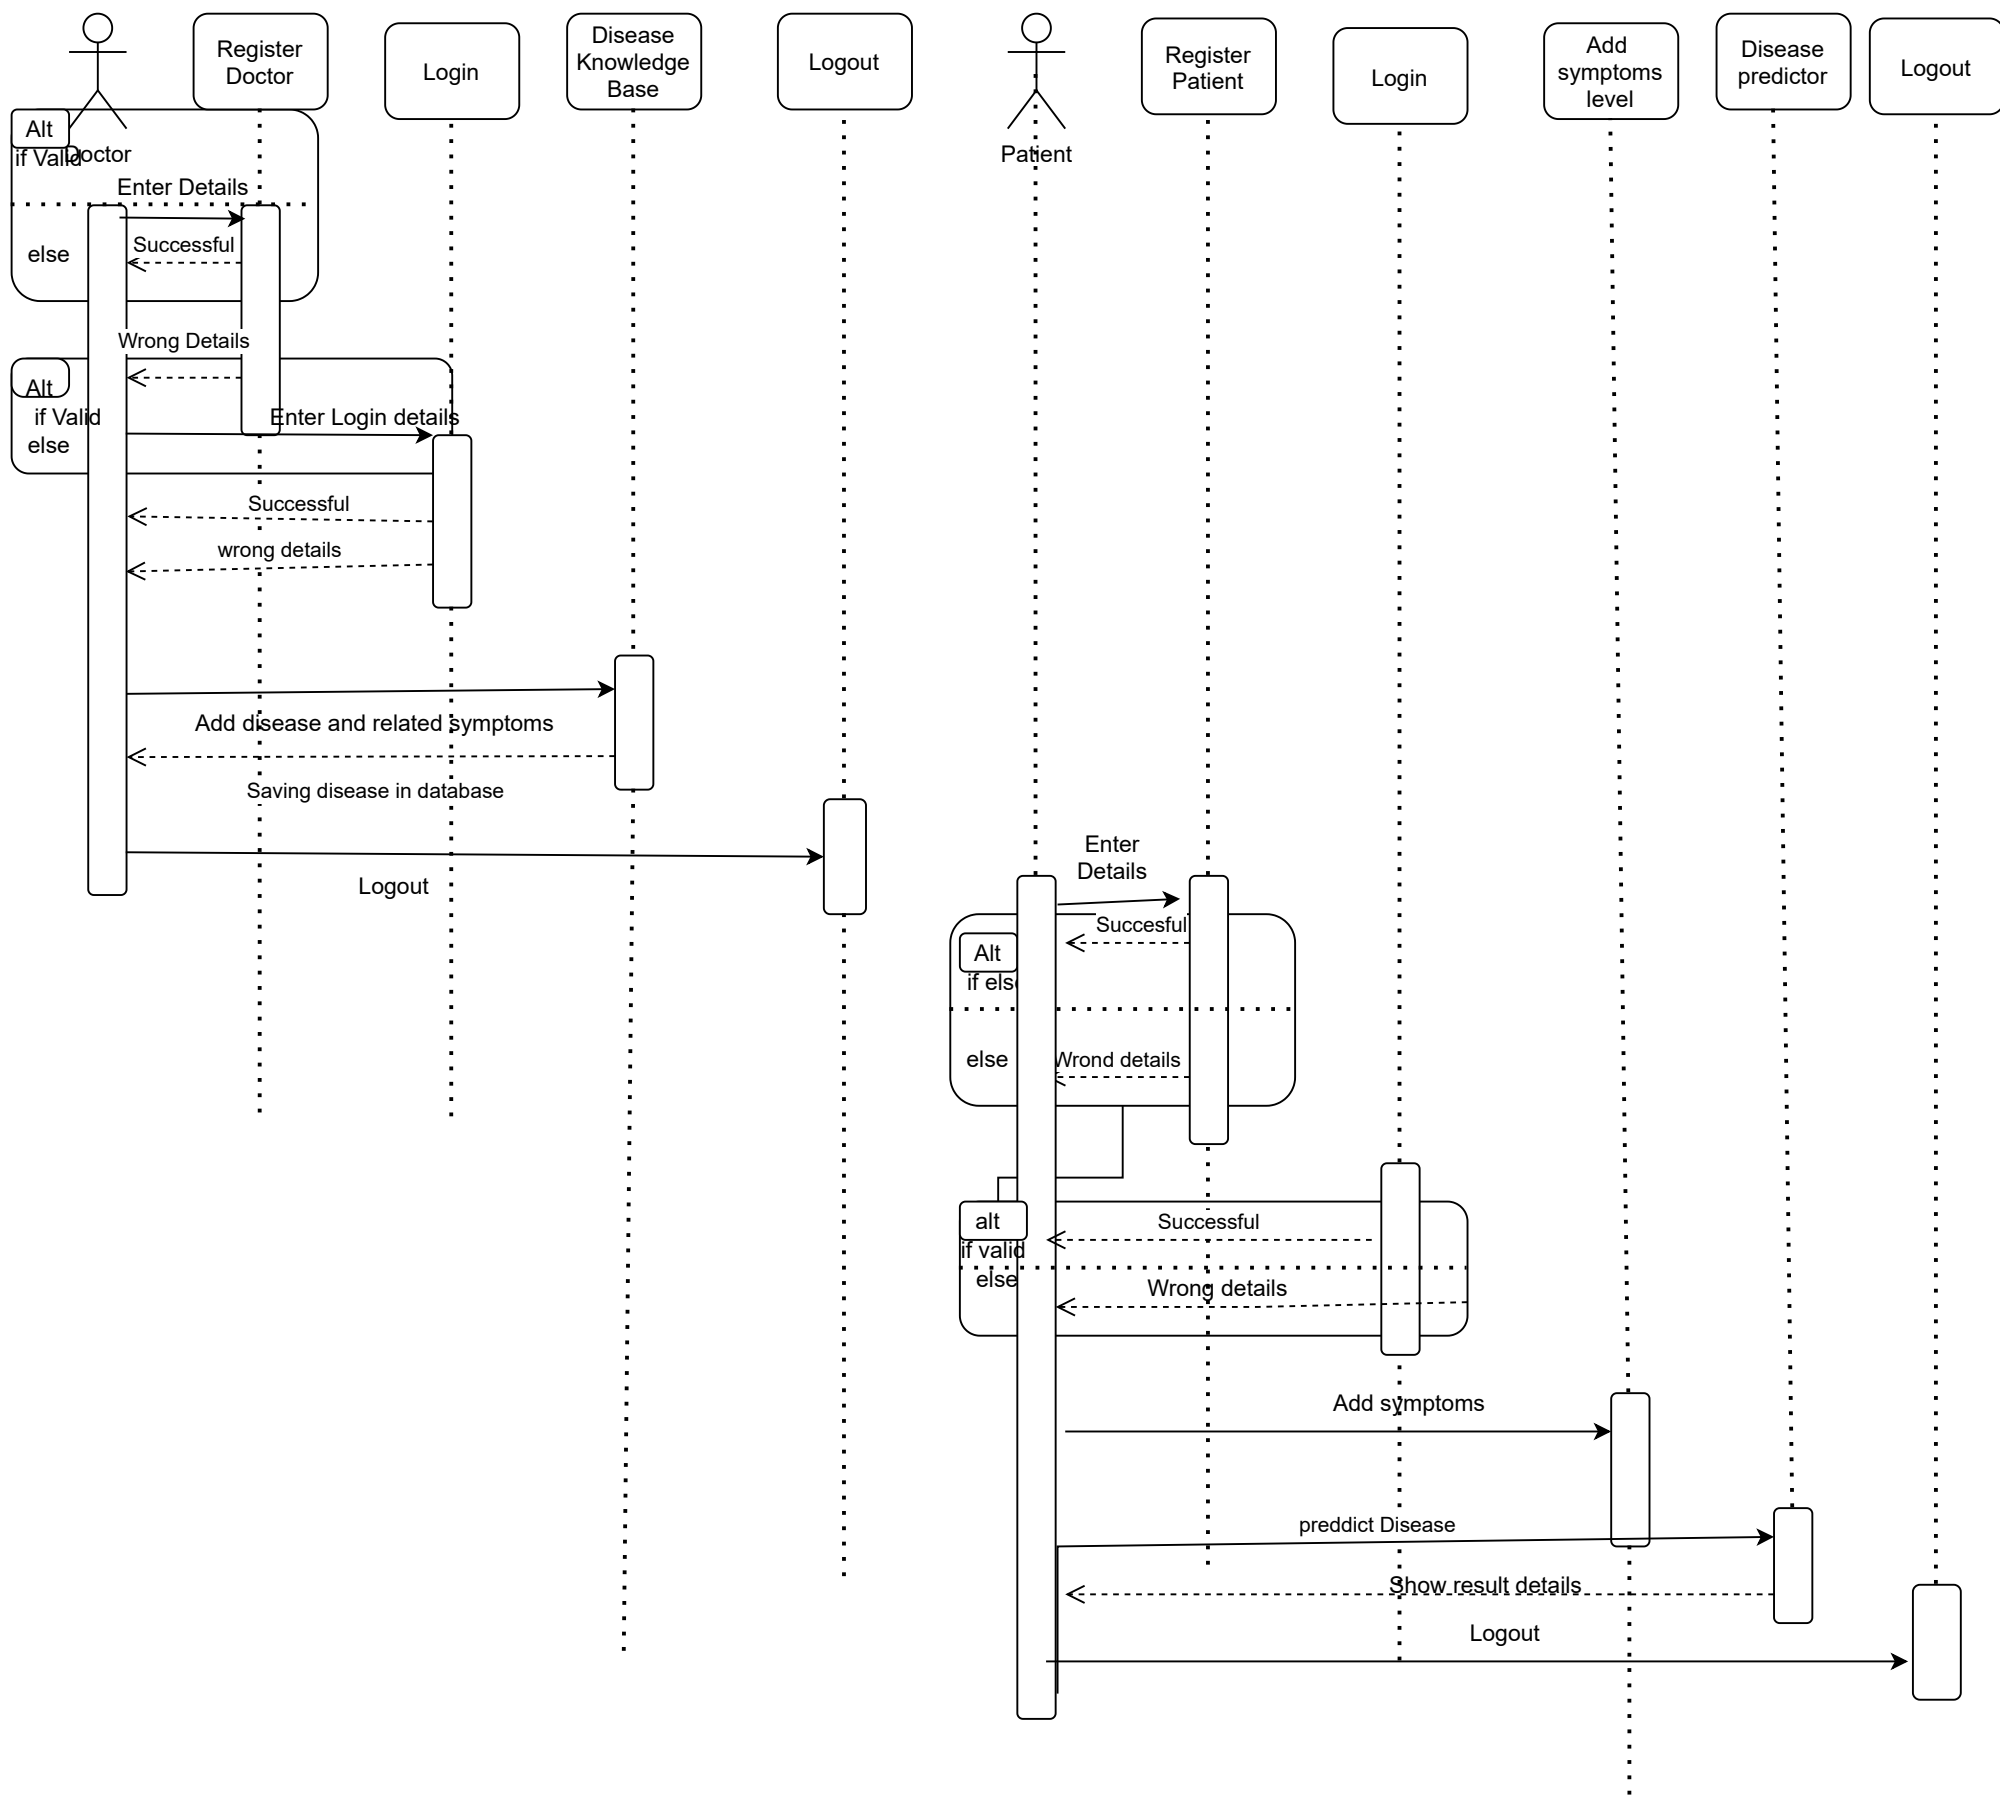 Register
Doctor
Login
Disease
Knowledge
Base
Logout
Register
Patient
Login
Add
symptoms
level
Disease
predictor
Logout
Alt
if Valid
Doctor
Patient
Enter Details
Successful
else
Wrong Details
Alt
if Valid
Enter Login details
else
Successful
wrong details
Add disease and related symptoms
Saving disease in database
Logout
Enter
Details
Succesful
Alt
if else
else
Wrond details
alt
Successful
if valid
else
Wrong details
Add symptoms
preddict Disease
Show result details
Logout